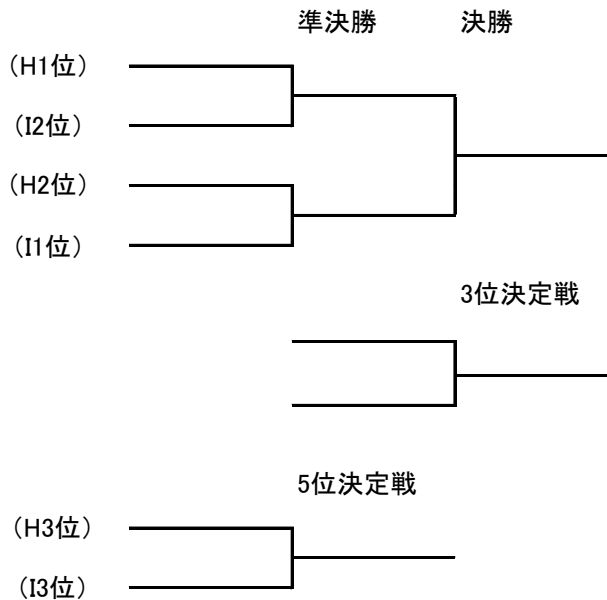 準決勝 決勝
(H1位)
(I2位)
(H2位)
(I1位)
3位決定戦
5位決定戦
(H3位)
(I3位)